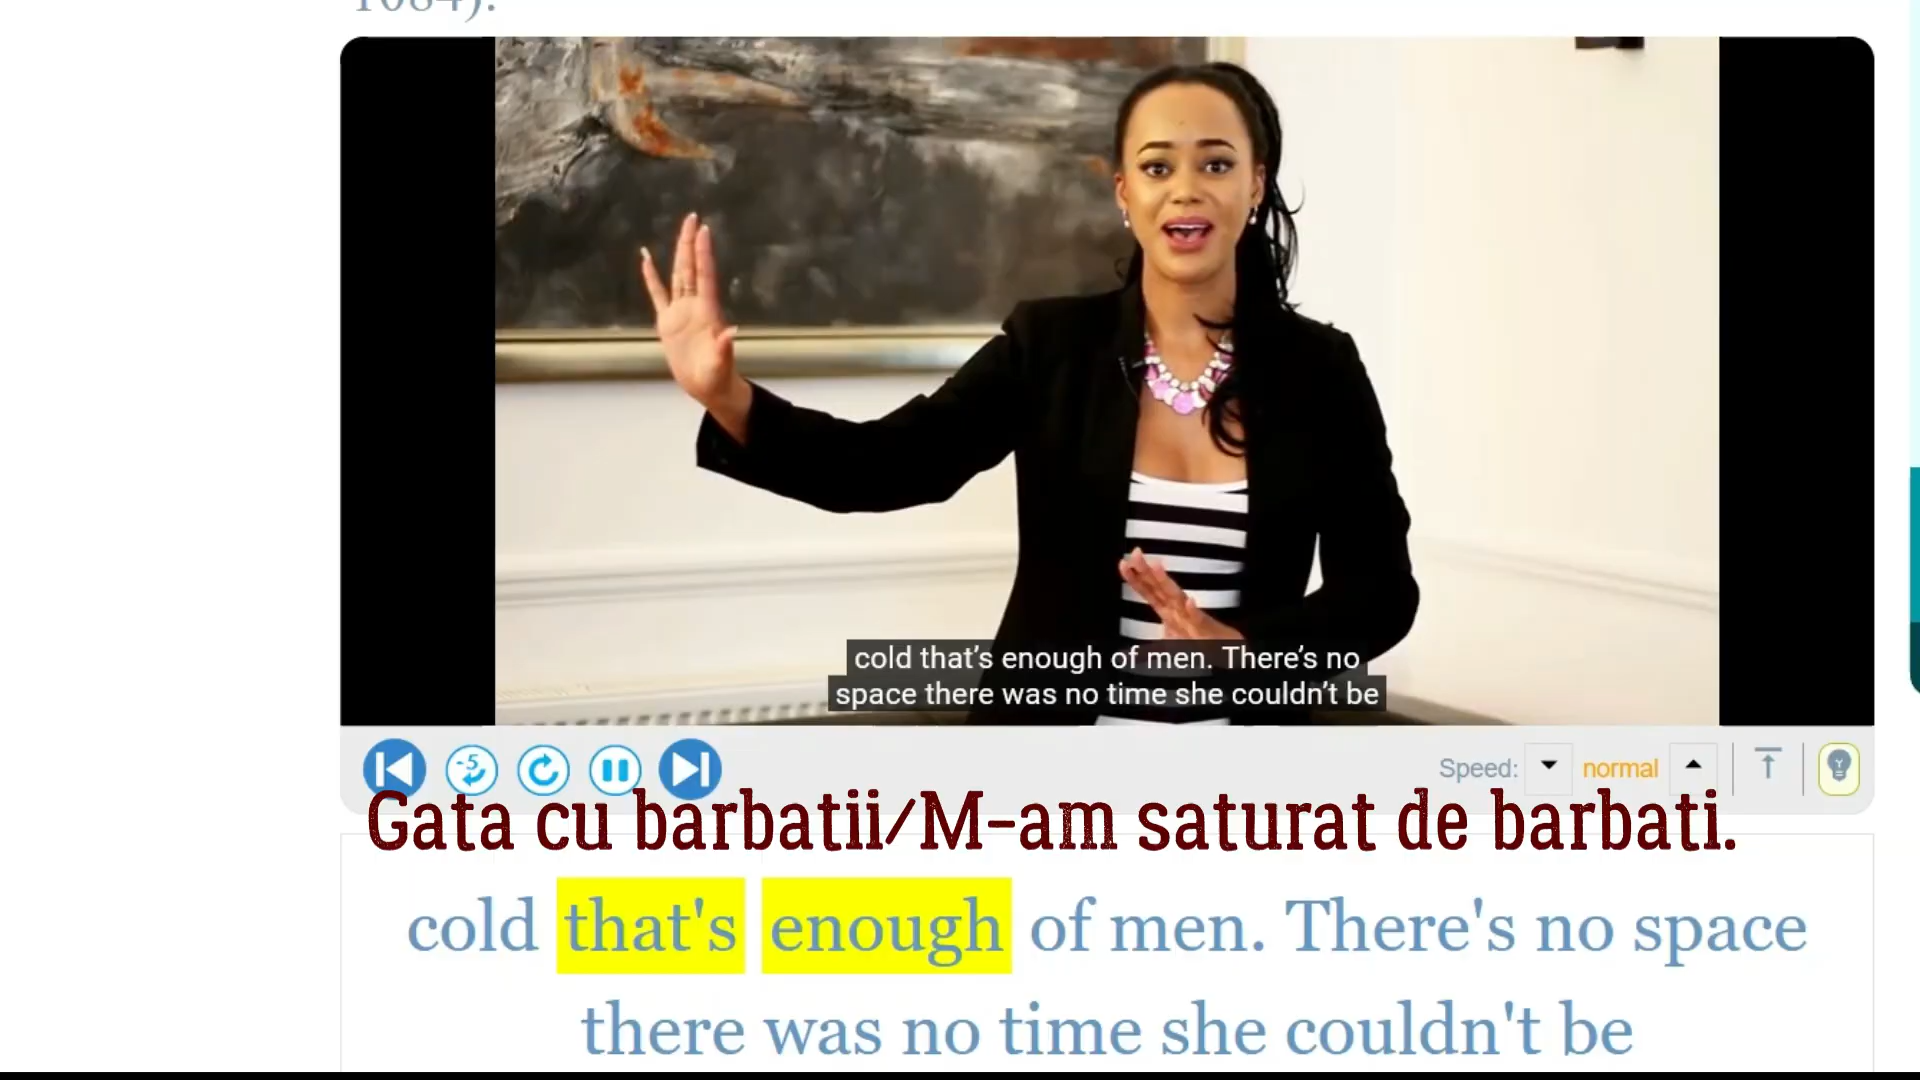 1084).
cold that's enough of men. There's no
space there was no time she couldn't be
-5
Speed: normal
Gata cu barbatii/M-am saturat de barbati.
cold that's enough of men. There's no space
there was no time she couldn't be